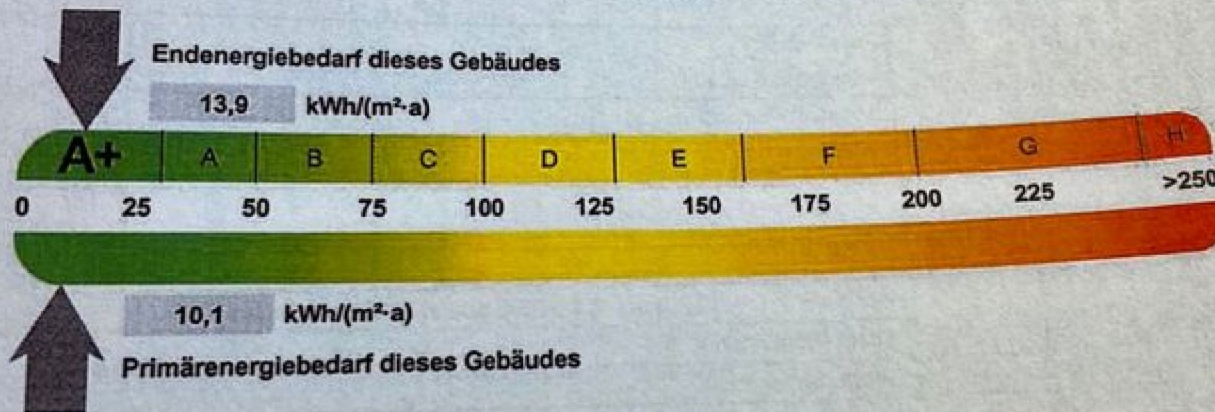 Endenergiebedarf dieses Gebäudes
13,9 kWh/(m²·a)
A+ A B C D E F G H
0 25 50 75 100 125 150 175 200 225 >250
10,1 kWh/(m²·a)
Primärenergiebedarf dieses Gebäudes